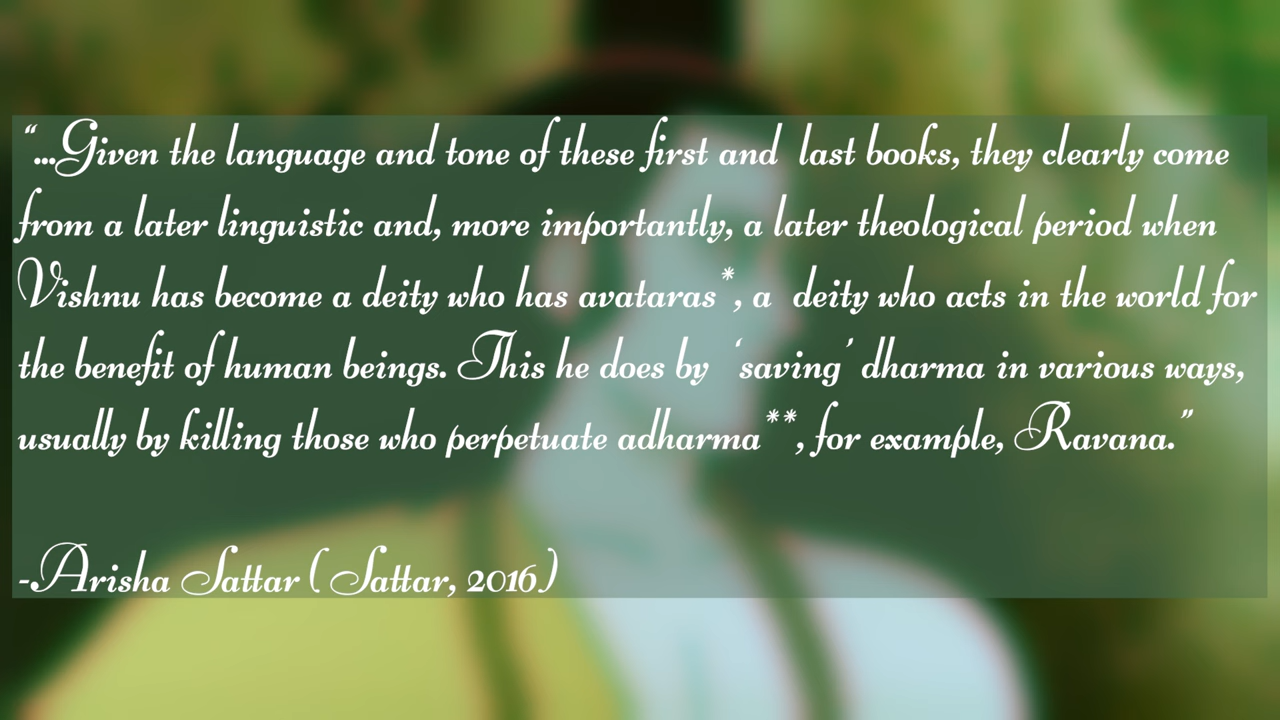 “...Given the language and tone of these first and last books, they clearly come
from a later linguistic and, more importantly, a later theological period when
Vishnu has become a deity who has avataras*, a deity who acts in the world for
the benefit of human beings. This he does by ‘saving’ dharma in various ways,
usually by killing those who perpetuate adharma**, for example, Ravana.”
-Arisha Sattar (Sattar, 2016)